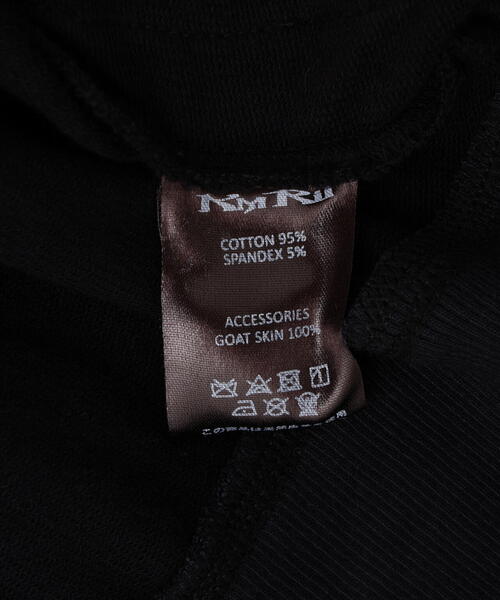 KMRii
COTTON 95%
SPANDEX 5%
ACCESSORIES
GOAT SKIN 100%